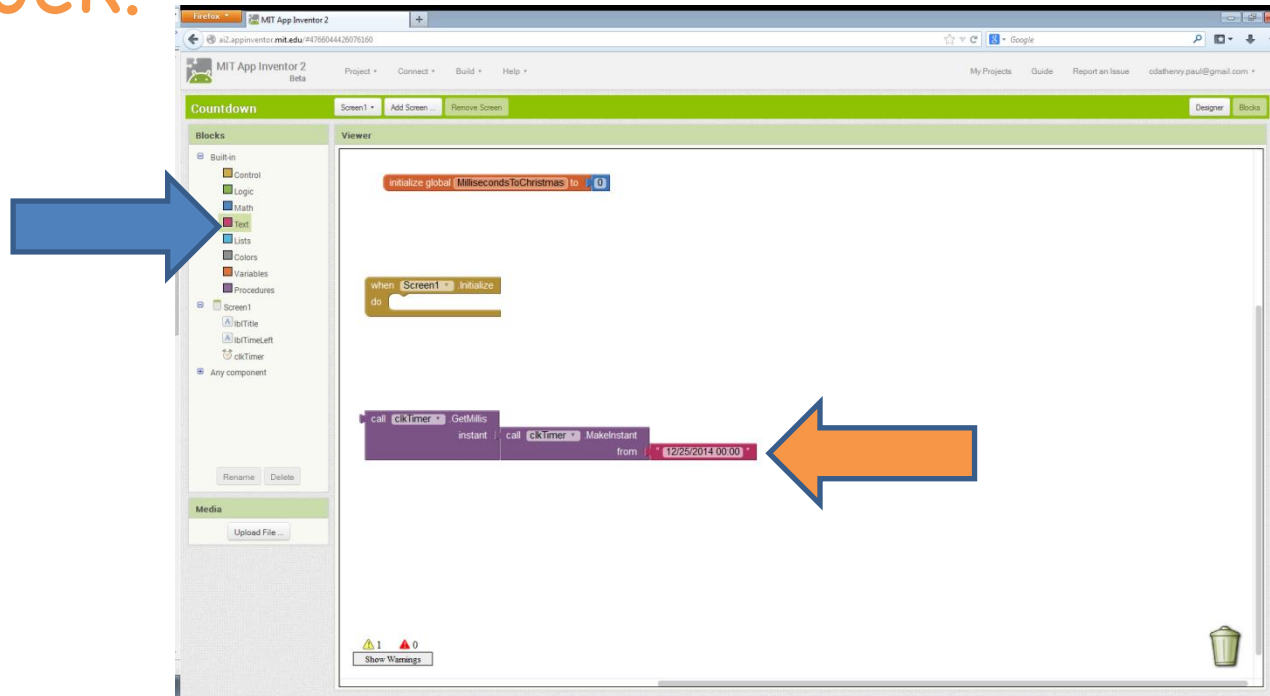 ock.
Firefox
MIT App Inventor 2
ai2.appinventor.mit.edu/#4766044426076160
Google
MIT App Inventor 2
Beta
Project
Connect
Build
Help
My Projects
Guide
Report an Issue
cdathenry.paul@gmail.com
Countdown
Screen1
Add Screen ...
Remove Screen
Designer
Blocks
Blocks
Viewer
Built-in
Control
Logic
Math
Text
Lists
Colors
Variables
Procedures
Screen1
lblTitle
lblTimeLeft
clkTimer
Any component
Rename
Delete
Media
Upload File ...
initialize global MillisecondsToChristmas to 0
when Screen1 .Initialize
do
call clkTimer .GetMillis
instant call clkTimer .MakeInstant
from " 12/25/2014 00:00 "
1 0
Show Warnings